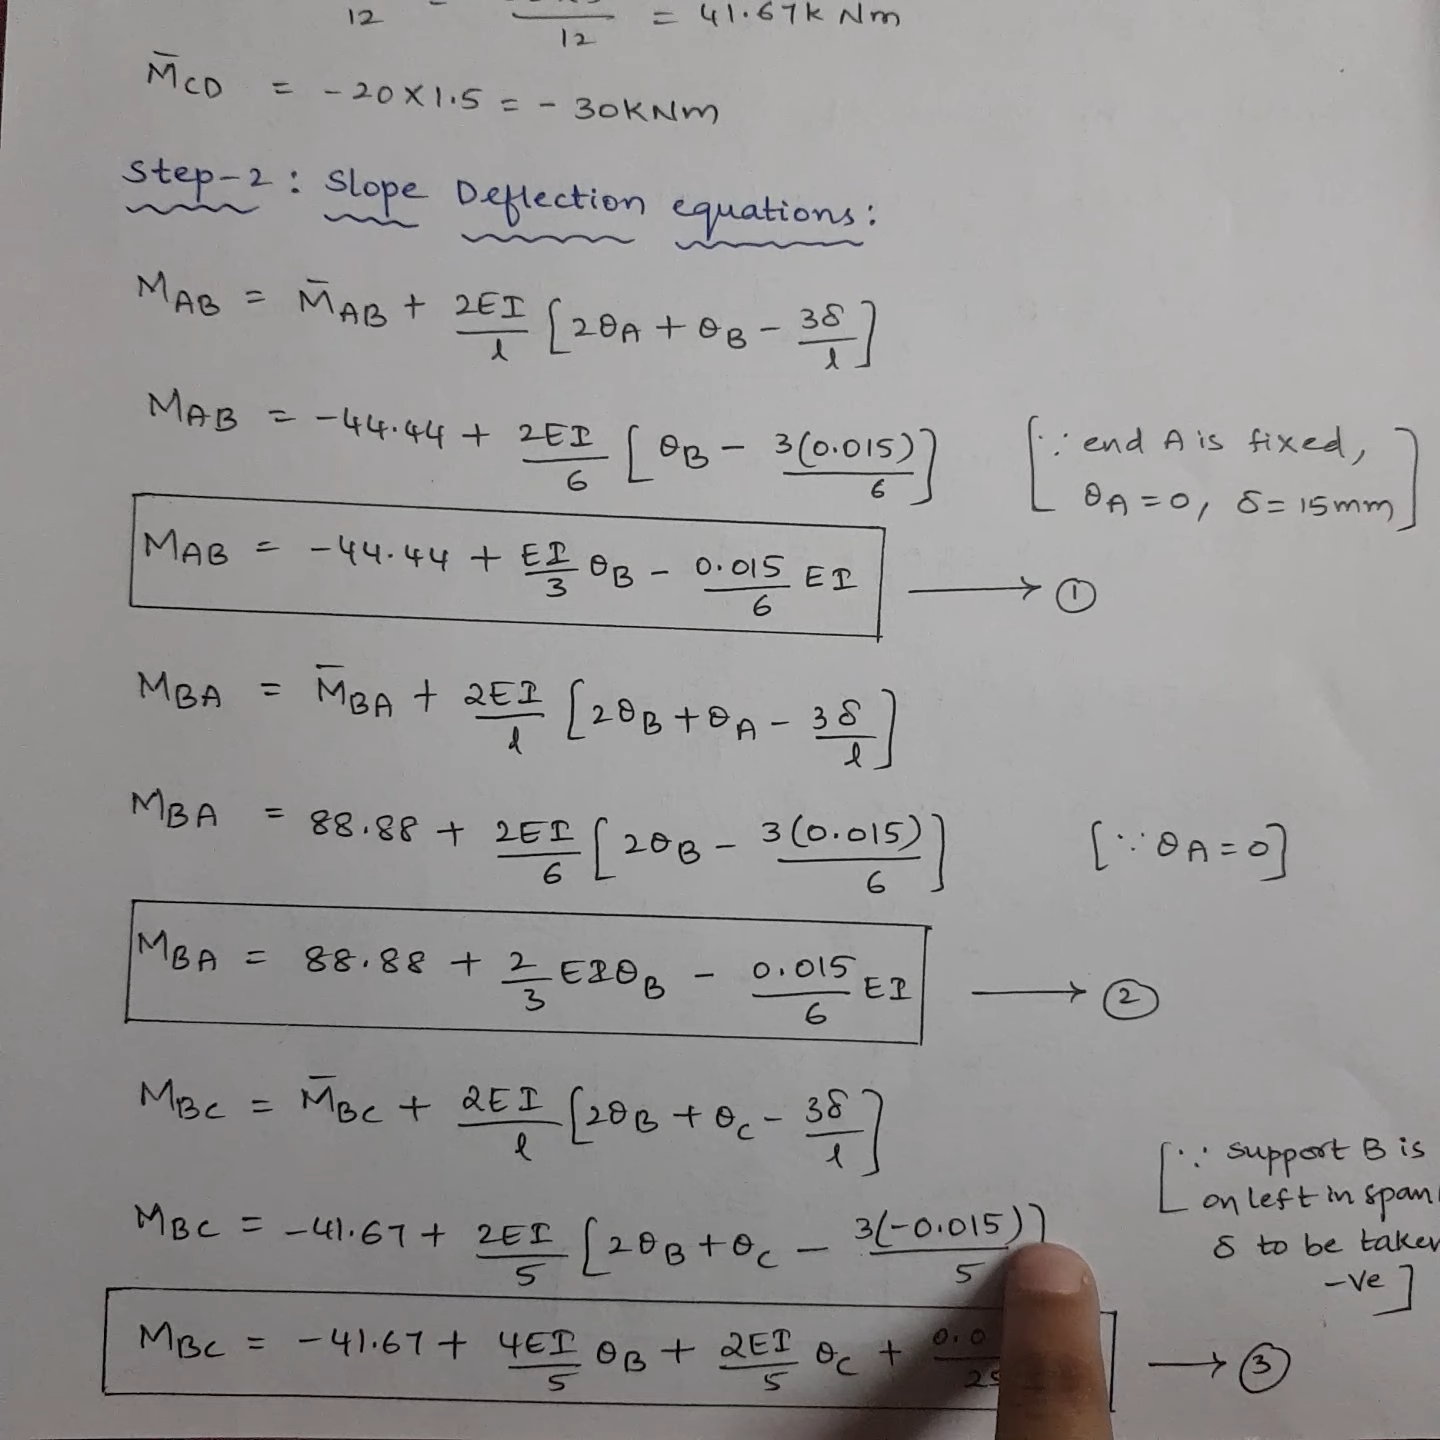 12 = 12 = 41.67k Nm
M̄CD = -20×1.5 = -30KNm
Step-2: Slope Deflection equations:
MAB = M̄AB + 2EI/l [2θA + θB - 3δ/l]
MAB = -44.44 + 2EI/6 [θB - 3(0.015)/6] [∵ end A is fixed,
θA = 0, δ = 15mm]
MAB = -44.44 + EI/3 θB - 0.015/6 EI → ①
MBA = M̄BA + 2EI/l [2θB + θA - 3δ/l]
MBA = 88.88 + 2EI/6 [2θB - 3(0.015)/6] [∵ θA = 0]
MBA = 88.88 + 2/3 EIθB - 0.015/6 EI → ②
MBC = M̄BC + 2EI/l [2θB + θC - 3δ/l]
[∵ support B is
on left in span
MBC = -41.67 + 2EI/5 [2θB + θC - 3(-0.015)/5] δ to be taken
-ve]
MBC = -41.67 + 4EI/5 θB + 2EI/5 θC + → ③